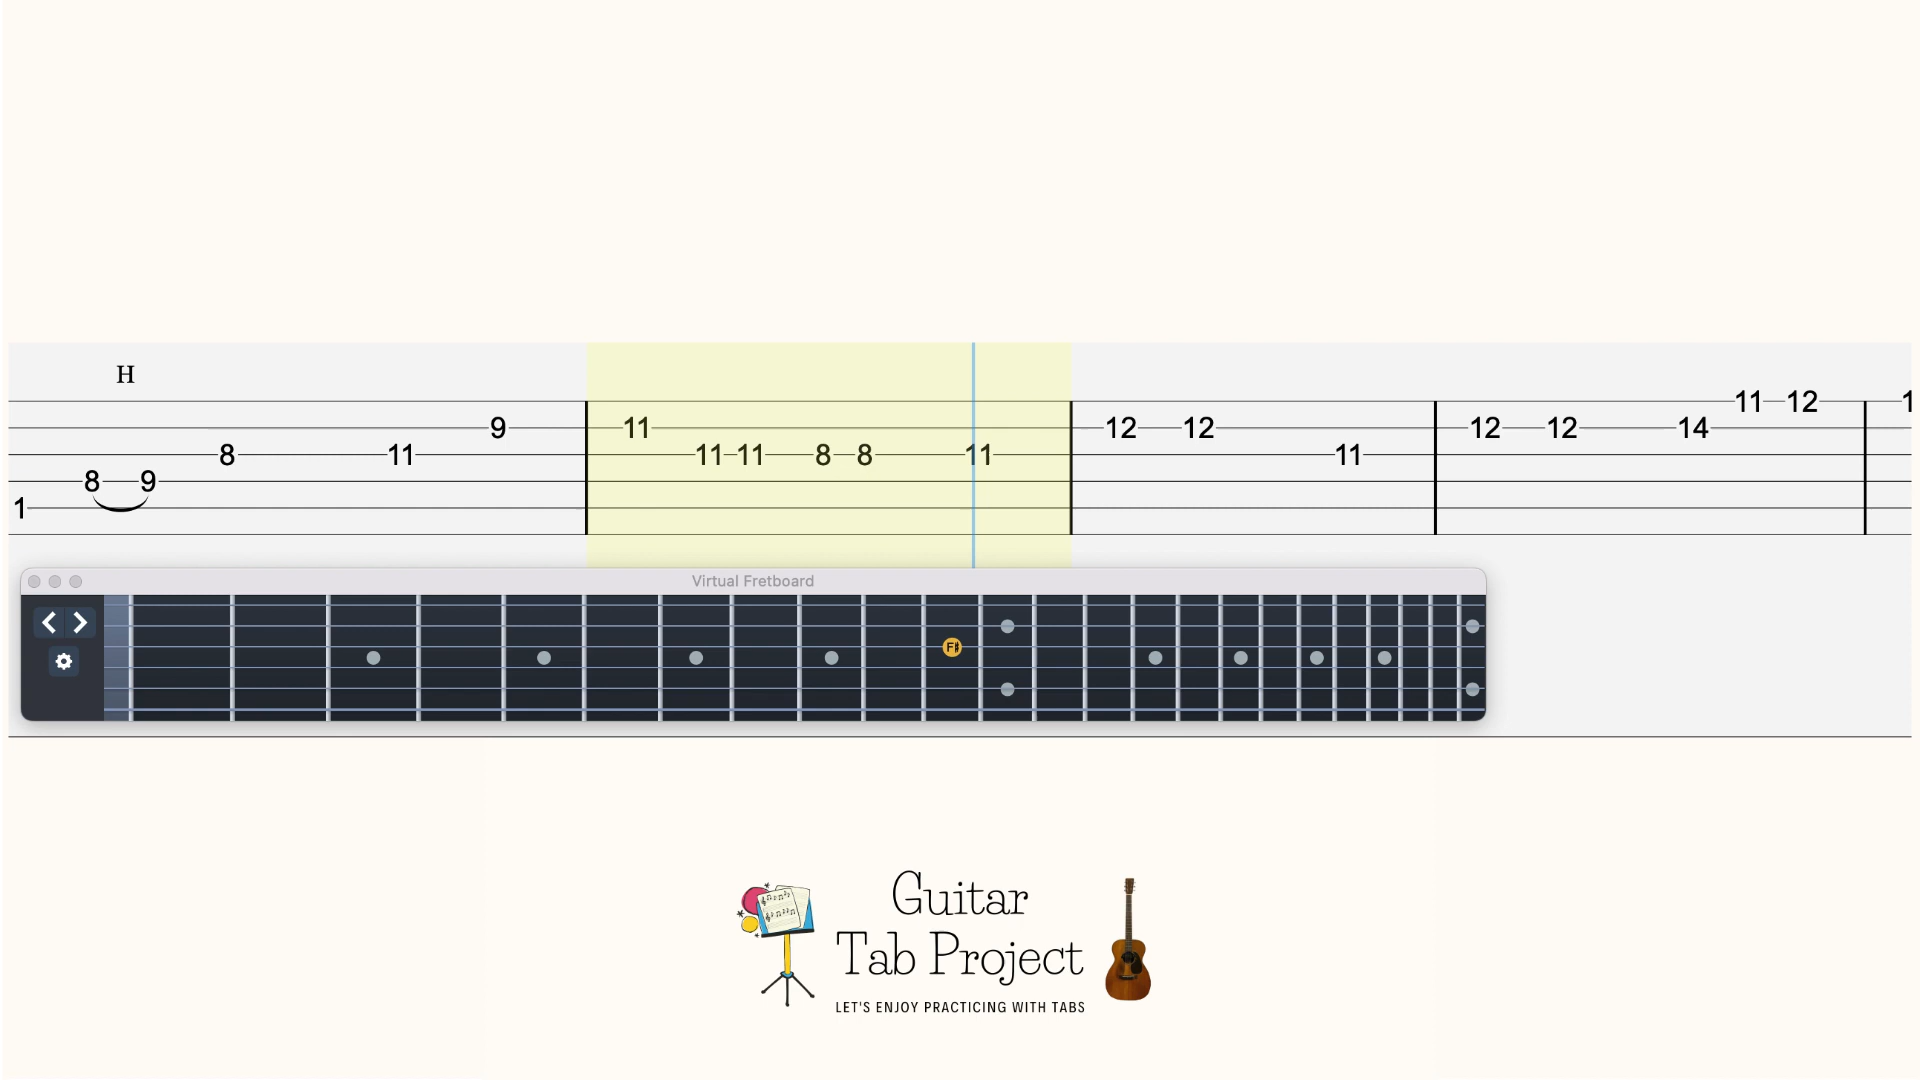 H
11 12 1
9 11 12 12 12 12 14
8 11 11 11 8 8 11 11
8 9
1
Virtual Fretboard
F#
Guitar
Tab Project
LET'S ENJOY PRACTICING WITH TABS